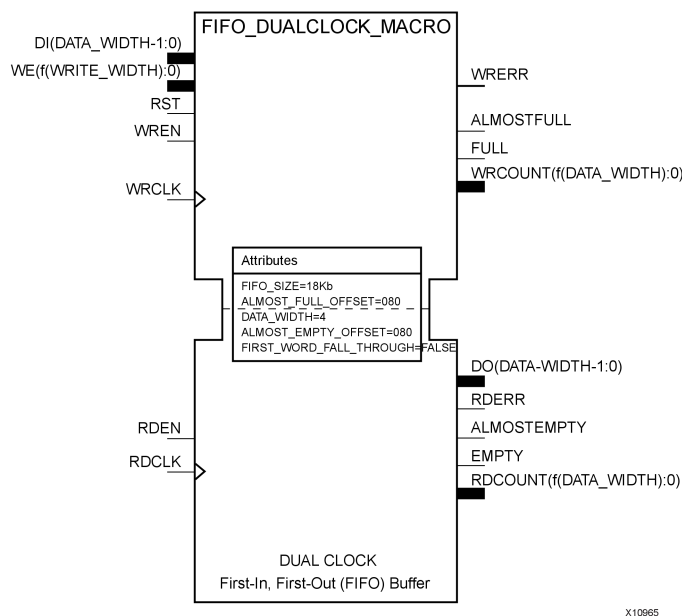 FIFO_DUALCLOCK_MACRO
DI(DATA_WIDTH-1:0)
WE(f(WRITE_WIDTH):0)
RST
WREN
WRCLK
WRERR
ALMOSTFULL
FULL
WRCOUNT(f(DATA_WIDTH):0)
Attributes
FIFO_SIZE=18Kb
ALMOST_FULL_OFFSET=080
DATA_WIDTH=4
ALMOST_EMPTY_OFFSET=080
FIRST_WORD_FALL_THROUGH=FALSE
RDEN
RDCLK
DO(DATA-WIDTH-1:0)
RDERR
ALMOSTEMPTY
EMPTY
RDCOUNT(f(DATA_WIDTH):0)
DUAL CLOCK
First-In, First-Out (FIFO) Buffer
X10965